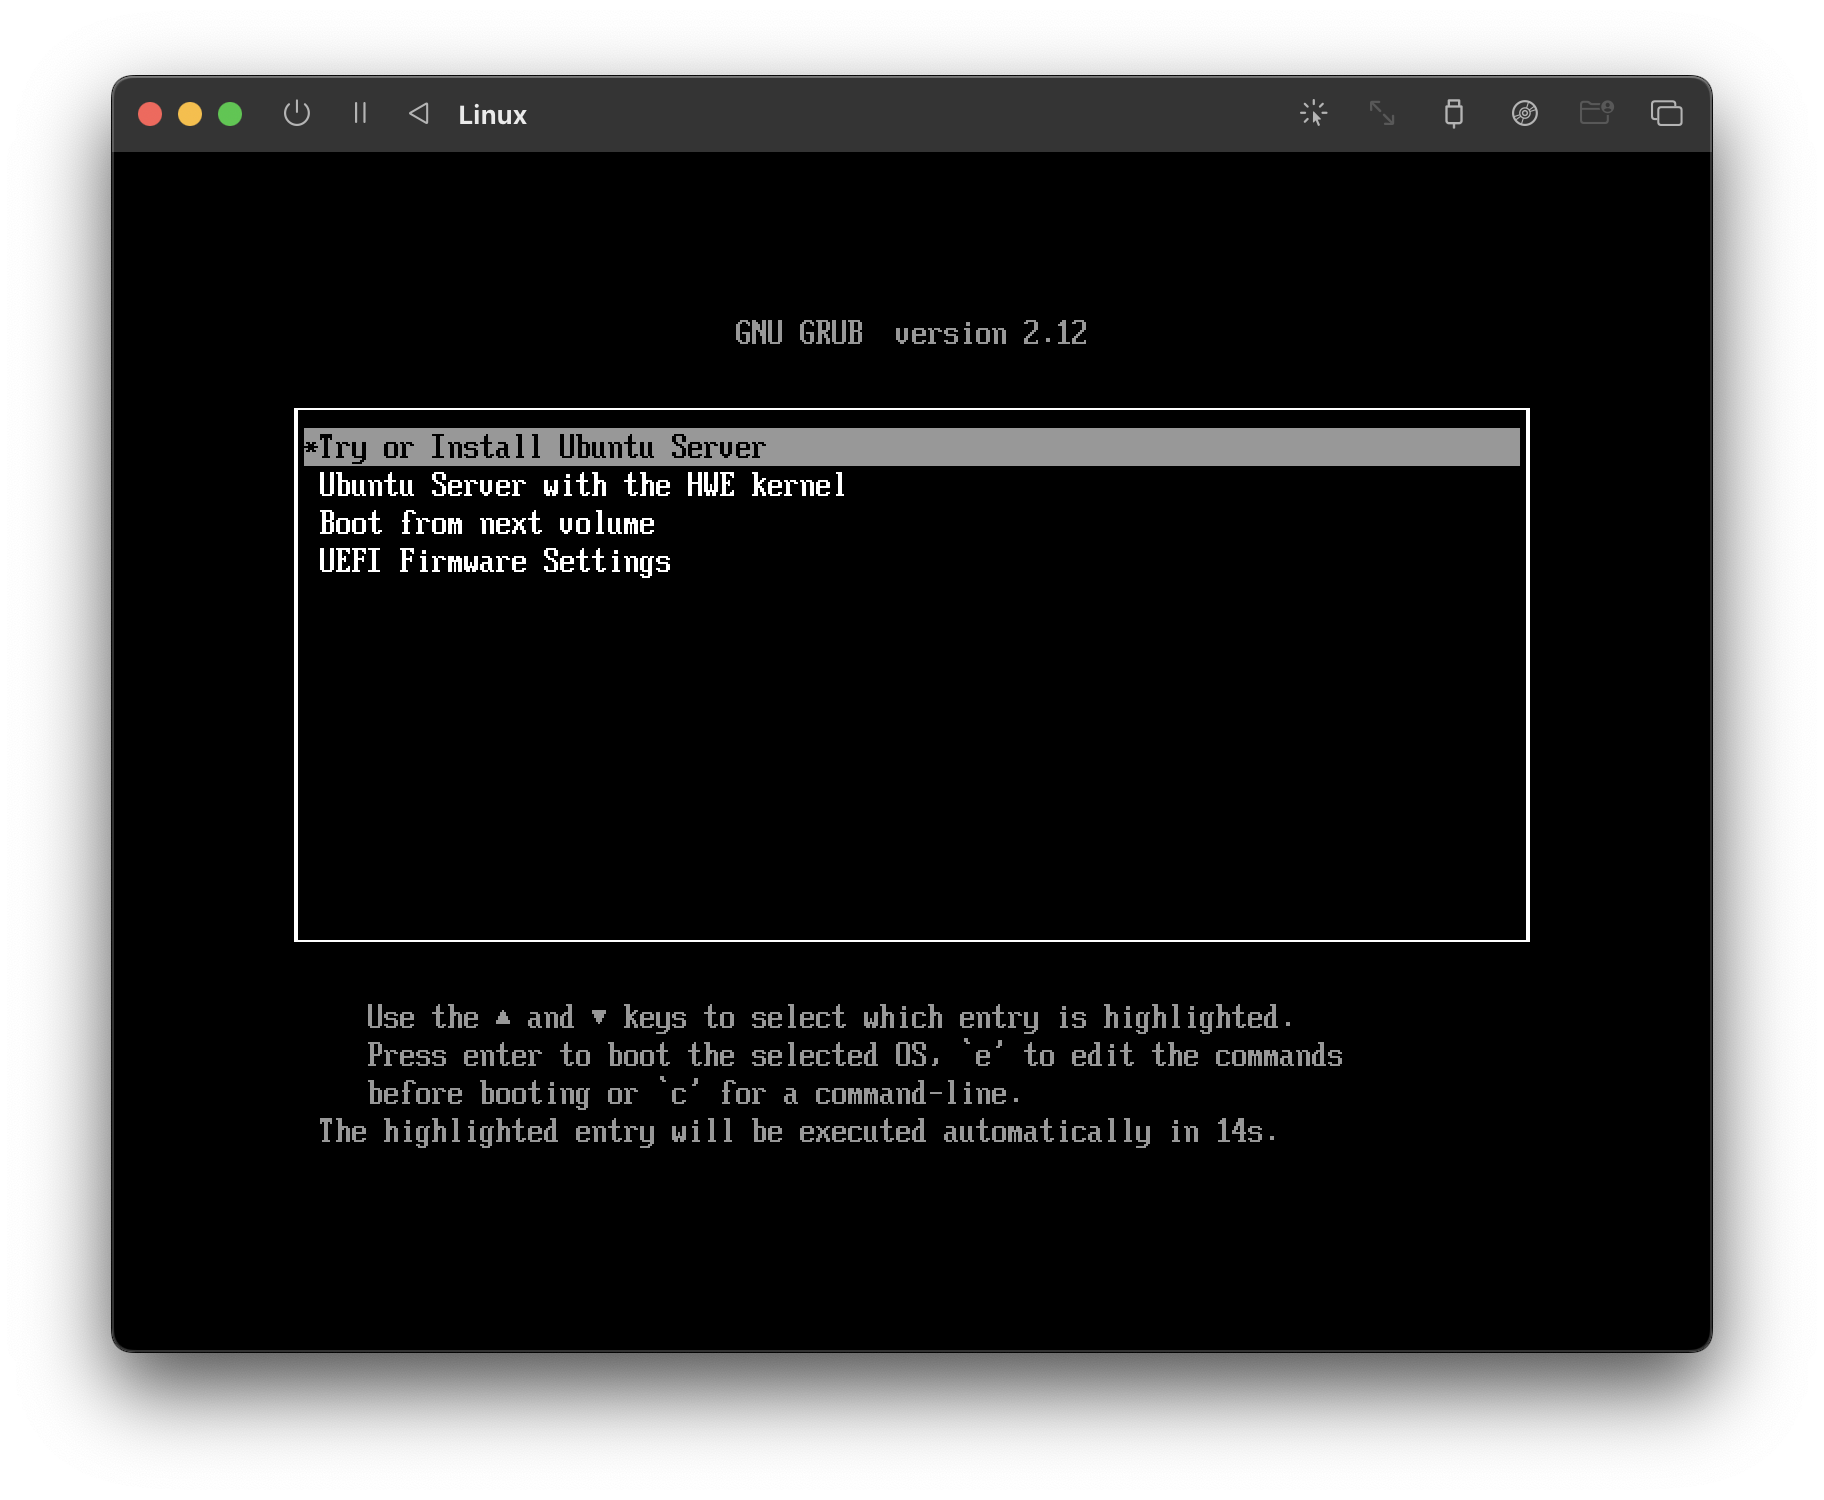 Linux
GNU GRUB  version 2.12
*Try or Install Ubuntu Server
Ubuntu Server with the HWE kernel
Boot from next volume
UEFI Firmware Settings
Use the ▲ and ▼ keys to select which entry is highlighted.
Press enter to boot the selected OS, `e' to edit the commands
before booting or `c' for a command-line.
The highlighted entry will be executed automatically in 14s.